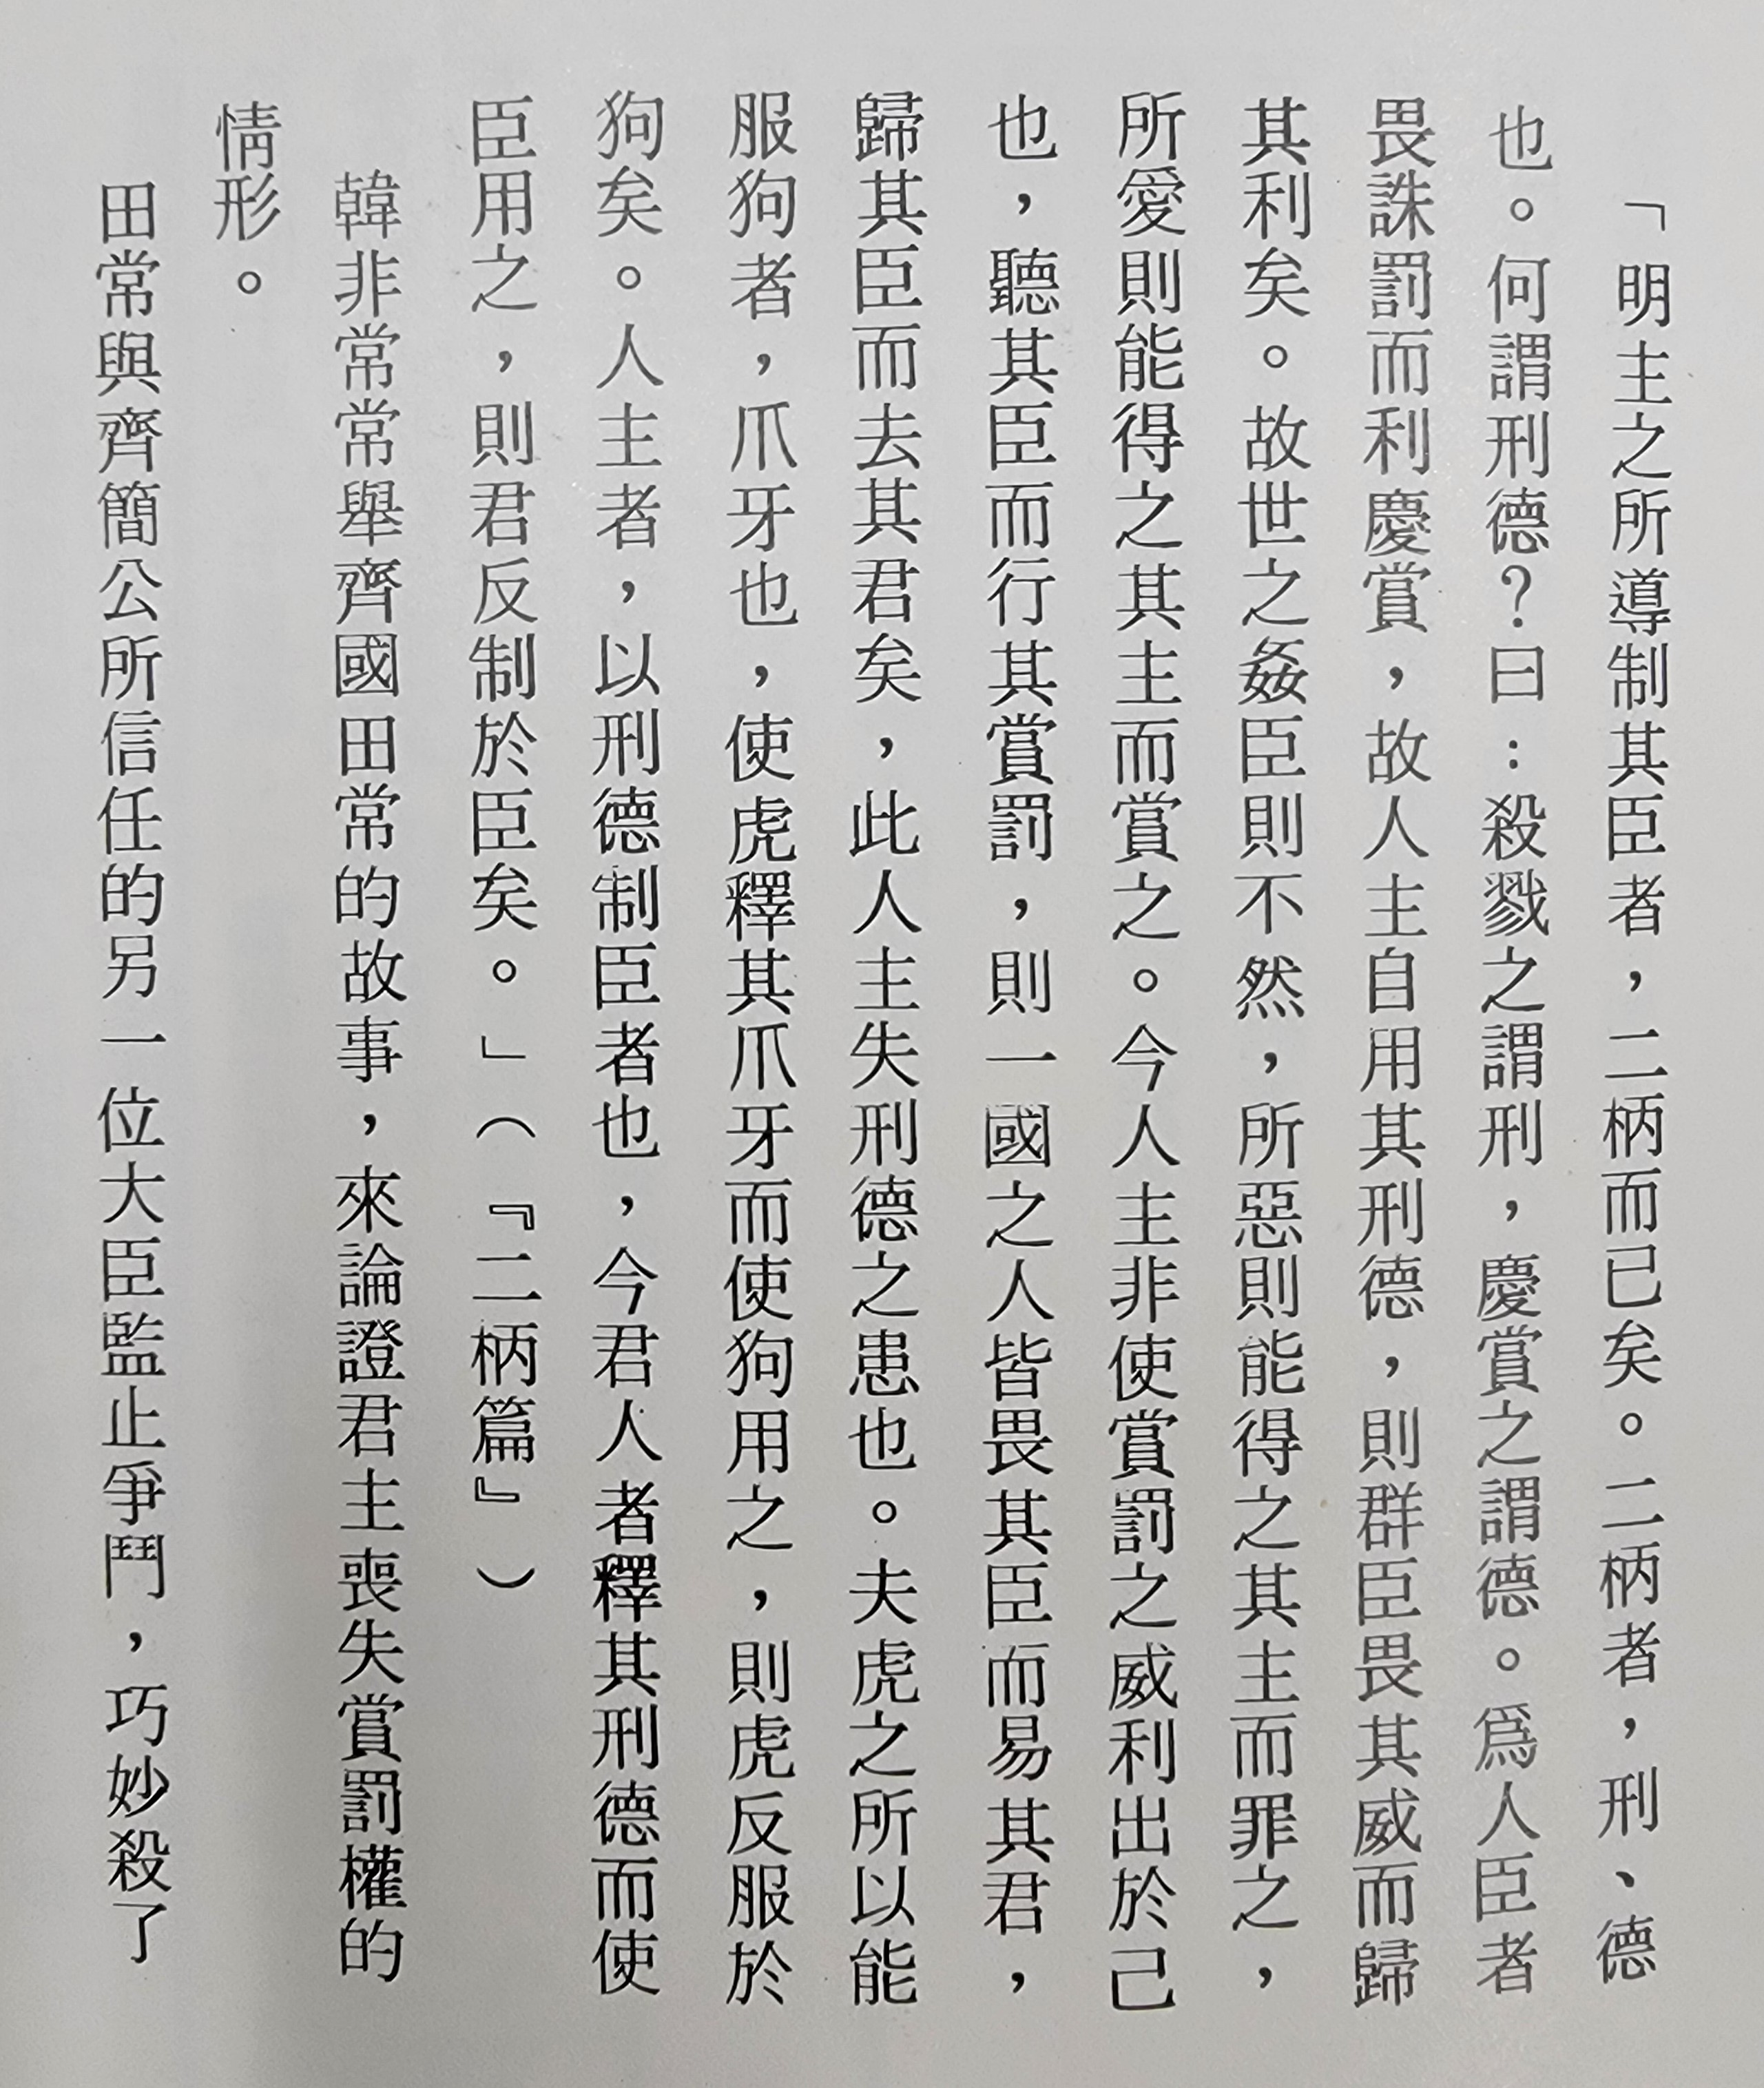 「明主之所導制其臣者，二柄而已矣。二柄者，刑、德
也。何謂刑德？曰：殺戮之謂刑，慶賞之謂德。爲人臣者
畏誅罰而利慶賞，故人主自用其刑德，則群臣畏其威而歸
其利矣。故世之姦臣則不然，所惡則能得之其主而罪之，
所愛則能得之其主而賞之。今人主非使賞罰之威利出於己
也，聽其臣而行其賞罰，則一國之人皆畏其臣而易其君，
歸其臣而去其君矣，此人主失刑德之患也。夫虎之所以能
服狗者，爪牙也，使虎釋其爪牙而使狗用之，則虎反服於
狗矣。人主者，以刑德制臣者也，今君人者釋其刑德而使
臣用之，則君反制於臣矣。」（『二柄篇』）
韓非常常舉齊國田常的故事，來論證君主喪失賞罰權的
情形。
田常與齊簡公所信任的另一位大臣監止爭鬥，巧妙殺了